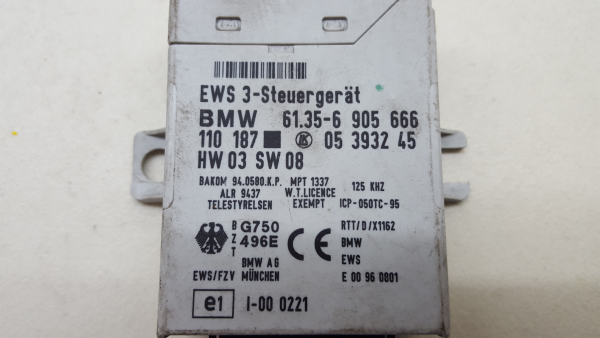 EWS 3-Steuergerät
BMW 61.35-6 905 666
110 187 05 3932 45
HW 03 SW 08
BAKOM 94.0580.K.P. MPT 1337 125 KHZ
ALR 9437 W.T.LICENCE
TELESTYRELSEN EXEMPT ICP-050TC-95
BZT G750 496E CE RTT/D/X1162
BMW
BMW AG EWS
EWS/FZV MÜNCHEN E 00 96 0801
e1 I-00 0221